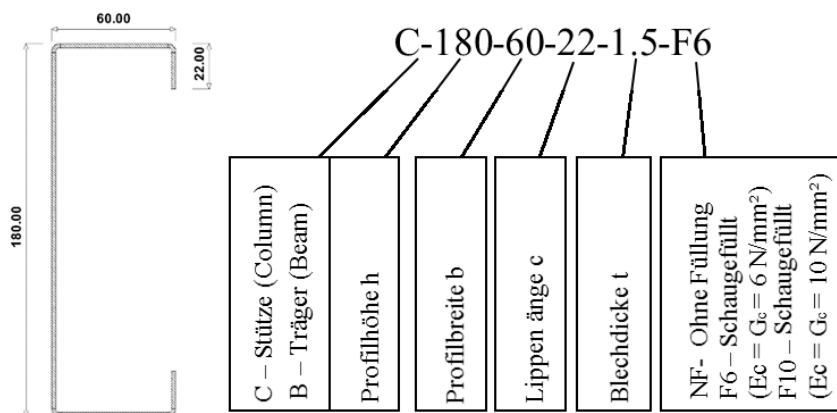 60.00
22.00
180.00
C-180-60-22-1.5-F6
C – Stütze (Column)
B – Träger (Beam)
Profilhöhe h
Profilbreite b
Lippen änge c
Blechdicke t
NF- Ohne Füllung
F6 – Schaugefüllt
(Ec = Gc = 6 N/mm²)
F10 – Schaugefüllt
(Ec = Gc = 10 N/mm²)